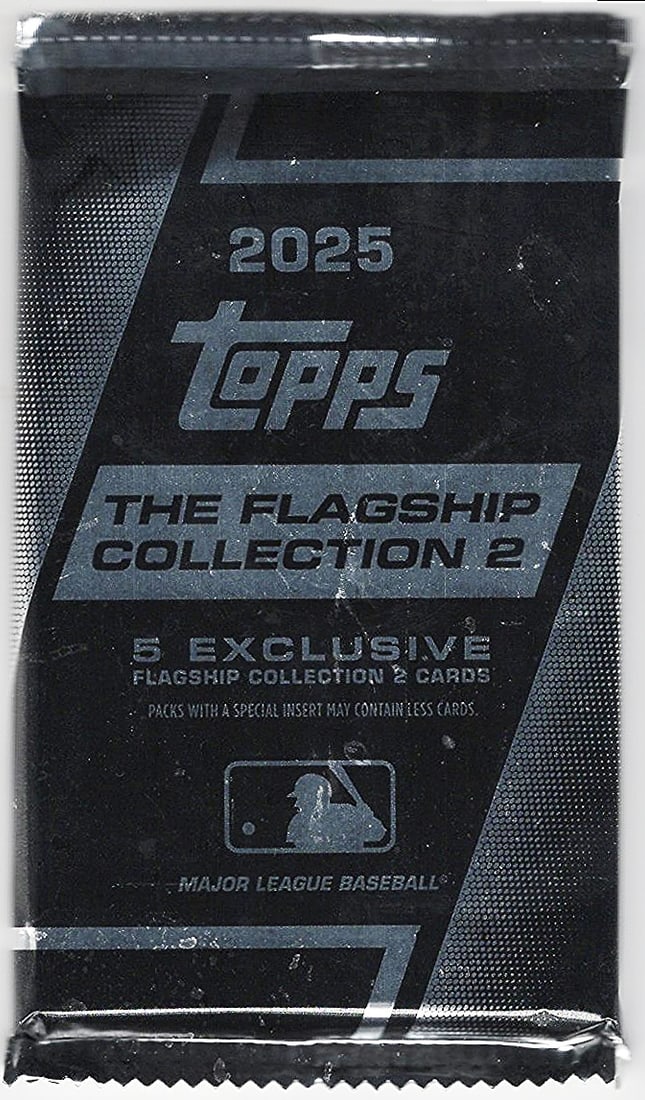 2025
Topps
THE FLAGSHIP
COLLECTION 2
5 EXCLUSIVE
FLAGSHIP COLLECTION 2 CARDS
PACKS WITH A SPECIAL INSERT MAY CONTAIN LESS CARDS.
MAJOR LEAGUE BASEBALL®